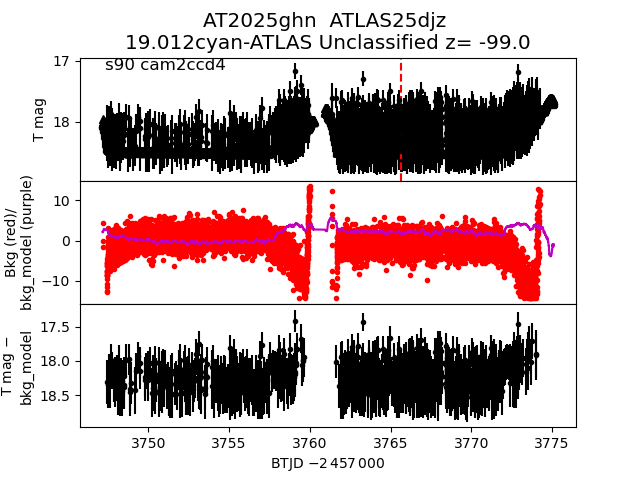 AT2025ghn  ATLAS25djz
19.012cyan-ATLAS Unclassified z= -99.0
s90 cam2ccd4
17
18
T mag
10
0
−10
Bkg (red)/
bkg_model (purple)
17.5
18.0
18.5
T mag −
bkg_model
3750 3755 3760 3765 3770 3775
BTJD −2 457 000